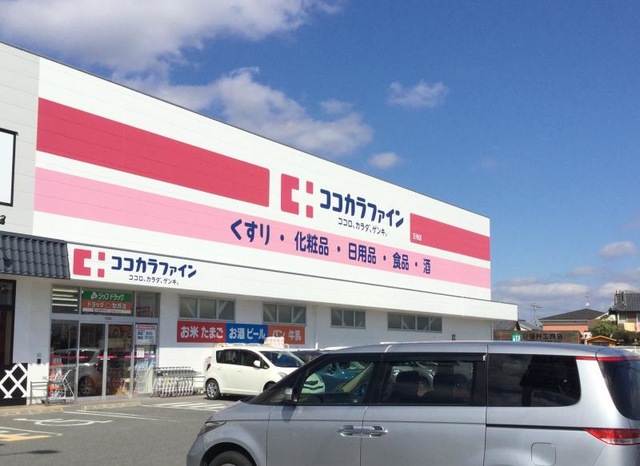 ココカラファイン
ココロ、カラダ、ゲンキ。
くすり・化粧品・日用品・食品・酒
ココカラファイン
ココロ、カラダ、ゲンキ。
お米 たまご お酒 ビール パン 牛乳